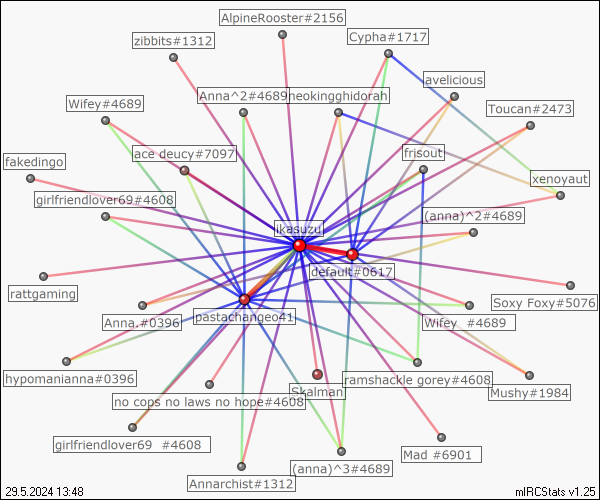 AlpineRooster#2156
zibbits#1312
Cypha#1717
avelicious
Wifey#4689
Anna^2#4689
neokingghidorah
Toucan#2473
ace deucy#7097
frisout
fakedingo
xenoyaut
girlfriendlover69#4608
(anna)^2#4689
ikasuzu
default#0617
rattgaming
Soxy Foxy#5076
Anna.#0396
pastachangeo41
Wifey  #4689
hypomanianna#0396
Skalman
ramshackle gorey#4608
Mushy#1984
no cops no laws no hope#4608
girlfriendlover69  #4608
Mad #6901
Annarchist#1312
(anna)^3#4689
29.5.2024 13:48
mIRCStats v1.25